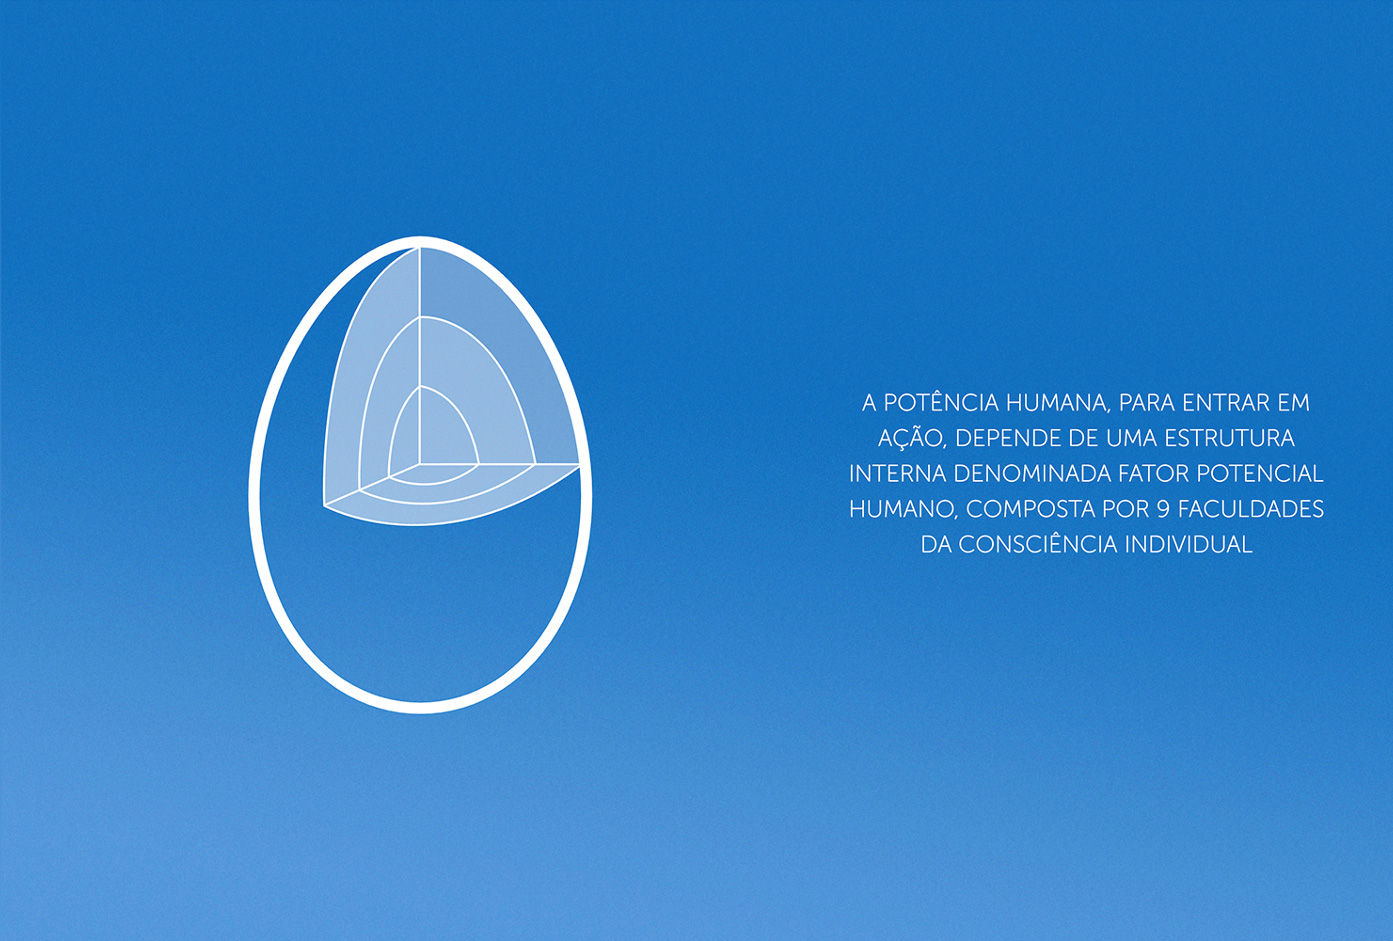 A POTÊNCIA HUMANA, PARA ENTRAR EM
AÇÃO, DEPENDE DE UMA ESTRUTURA
INTERNA DENOMINADA FATOR POTENCIAL
HUMANO, COMPOSTA POR 9 FACULDADES
DA CONSCIÊNCIA INDIVIDUAL